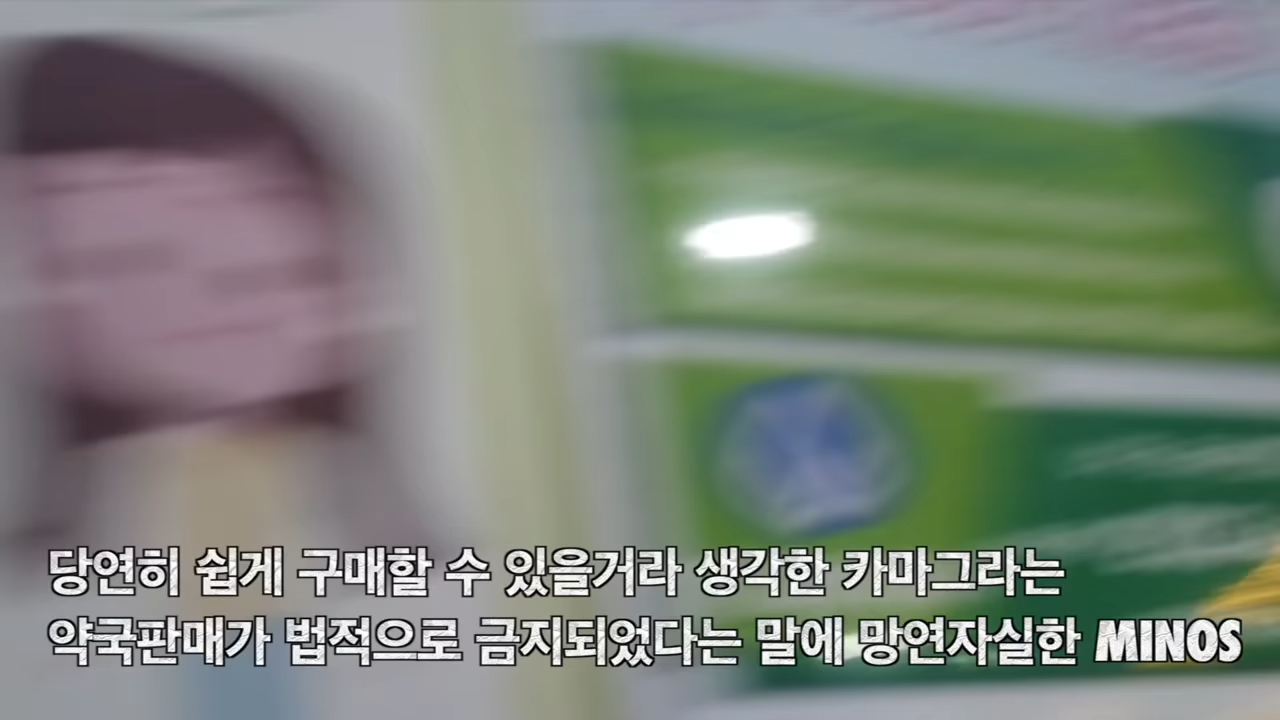 당연히 쉽게 구매할 수 있을거라 생각한 카마그라는
약국판매가 법적으로 금지되었다는 말에 망연자실한 MINOS